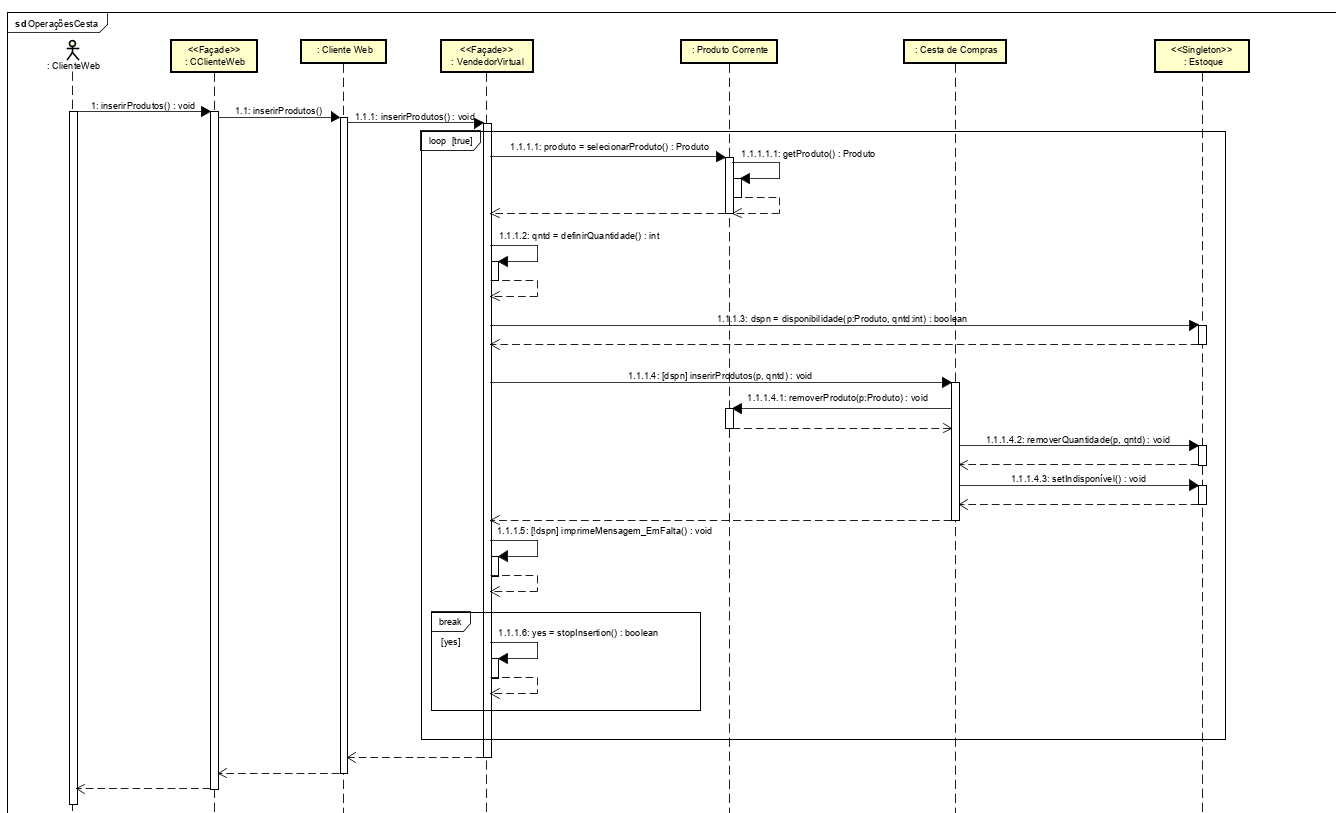 sd OperaçõesCesta
: ClienteWeb
<<Façade>>
: CClienteWeb
: Cliente Web
<<Façade>>
: VendedorVirtual
: Produto Corrente
: Cesta de Compras
<<Singleton>>
: Estoque
1: inserirProdutos() : void
1.1: inserirProdutos()
1.1.1: inserirProdutos() : void
loop [true]
1.1.1.1: produto = selecionarProduto() : Produto
1.1.1.1.1: getProduto() : Produto
1.1.1.2: qntd = definirQuantidade() : int
1.1.1.3: dspn = disponibilidade(p:Produto, qntd:int) : boolean
1.1.1.4: [dspn] inserirProdutos(p, qntd) : void
1.1.1.4.1: removerProduto(p:Produto) : void
1.1.1.4.2: removerQuantidade(p, qntd) : void
1.1.1.4.3: setIndisponível() : void
1.1.1.5: [!dspn] imprimeMensagem_EmFalta() : void
break
[yes]
1.1.1.6: yes = stopInsertion() : boolean